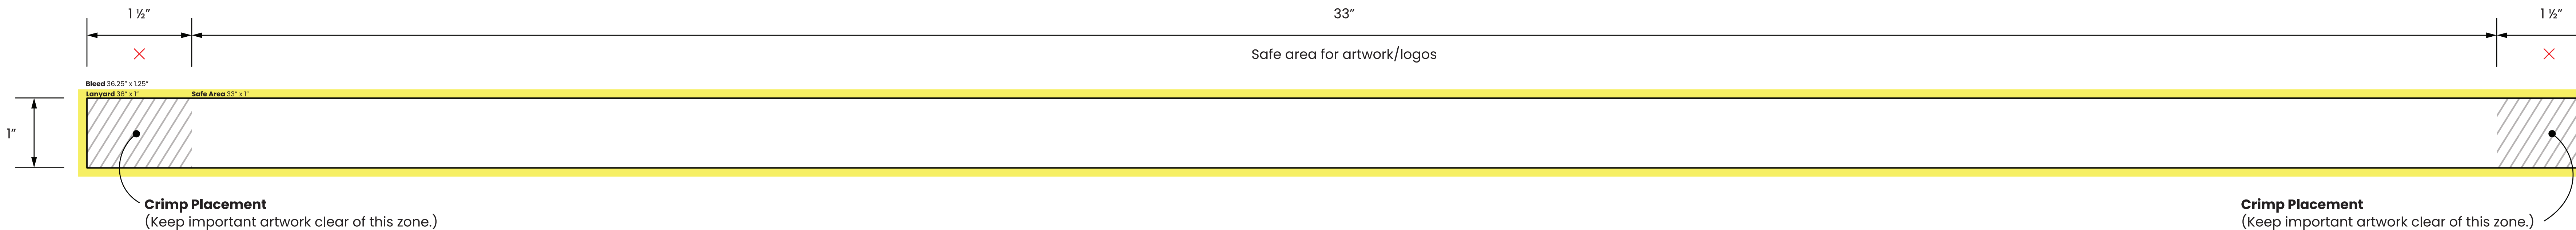 1 ½”
33”
1 ½”
Safe area for artwork/logos
Bleed 36.25” x 1.25”
Lanyard 36” x 1”
Safe Area 33” x 1”
1”
Crimp Placement
(Keep important artwork clear of this zone.)
Crimp Placement
(Keep important artwork clear of this zone.)